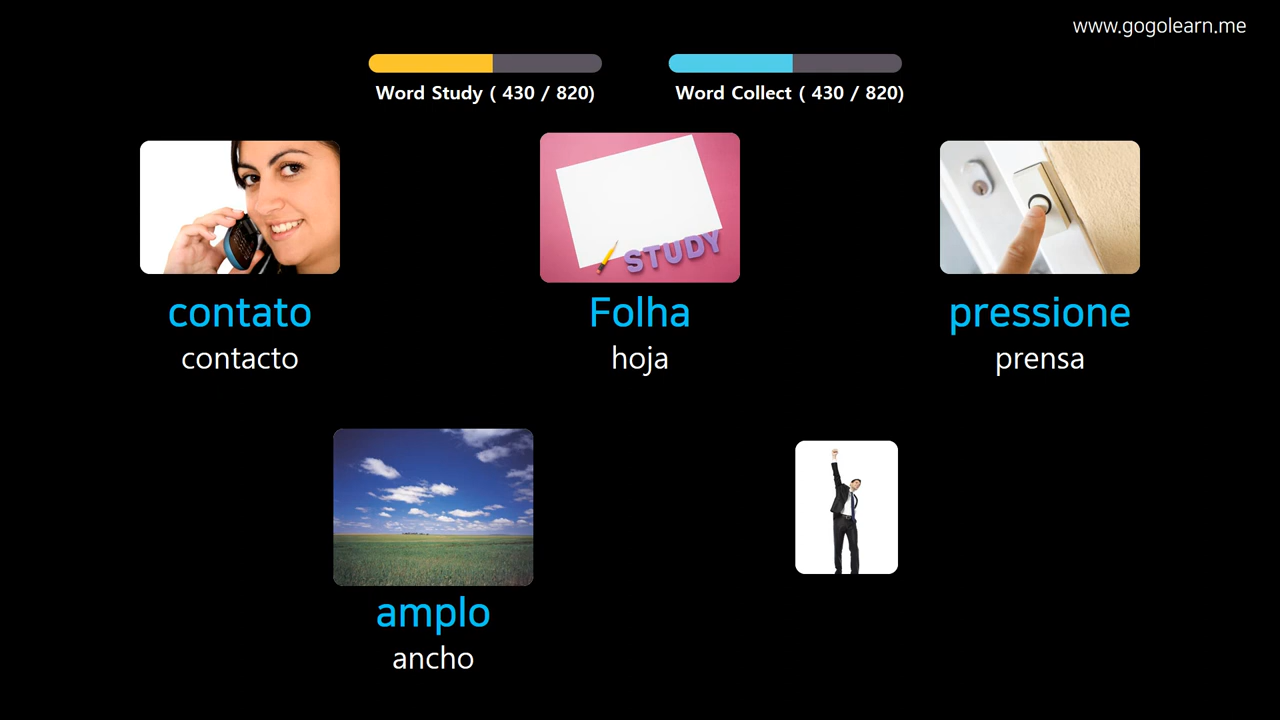 www.gogolearn.me
Word Study ( 430 / 820)
Word Collect ( 430 / 820)
STUDY
contato
contacto
Folha
hoja
pressione
prensa
amplo
ancho